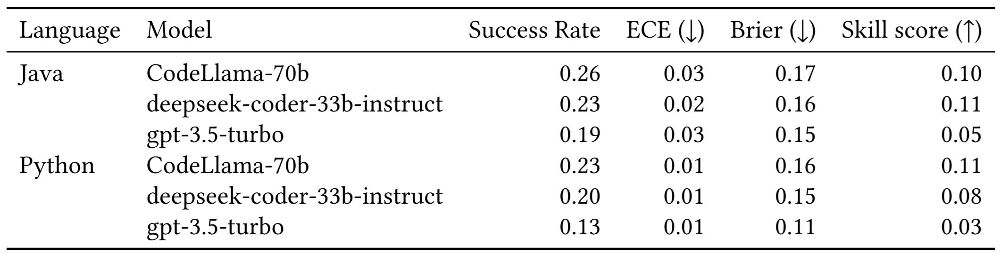 Language Model Success Rate ECE (↓) Brier (↓) Skill score (↑)
Java CodeLlama-70b 0.26 0.03 0.17 0.10
deepseek-coder-33b-instruct 0.23 0.02 0.16 0.11
gpt-3.5-turbo 0.19 0.03 0.15 0.05
Python CodeLlama-70b 0.23 0.01 0.16 0.11
deepseek-coder-33b-instruct 0.20 0.01 0.15 0.08
gpt-3.5-turbo 0.13 0.01 0.11 0.03